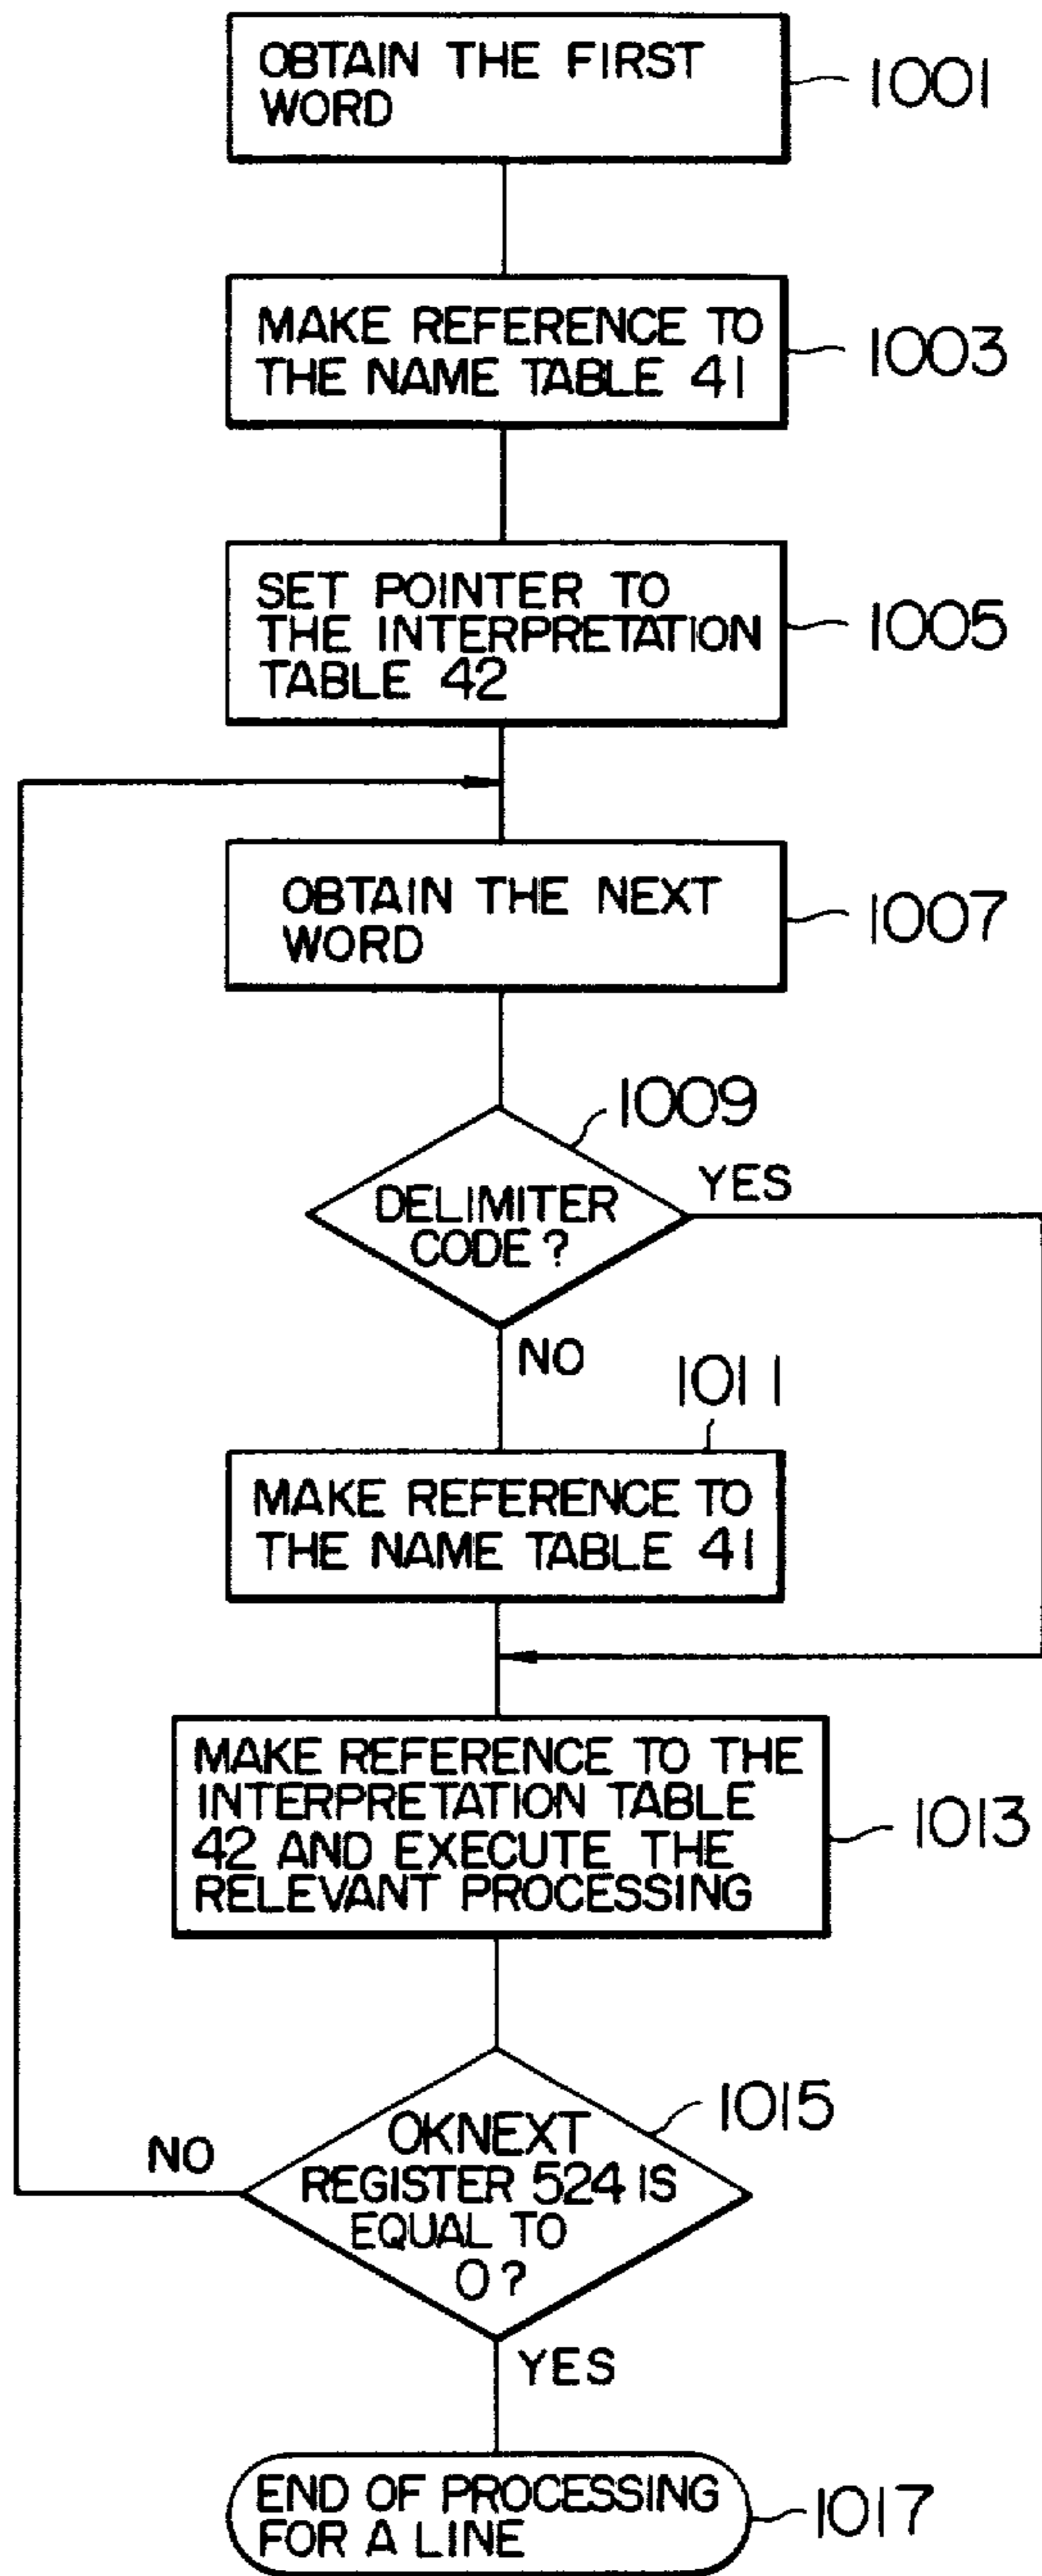 OBTAIN THE FIRST
WORD
1001
MAKE REFERENCE TO
THE NAME TABLE 41
1003
SET POINTER TO
THE INTERPRETATION
TABLE 42
1005
OBTAIN THE NEXT
WORD
1007
1009
DELIMITER
CODE?
YES
NO
1011
MAKE REFERENCE TO
THE NAME TABLE 41
MAKE REFERENCE TO THE
INTERPRETATION TABLE
42 AND EXECUTE THE
RELEVANT PROCESSING
1013
1015
OKNEXT
REGISTER 524 IS
EQUAL TO
0?
NO
YES
END OF PROCESSING
FOR A LINE
1017